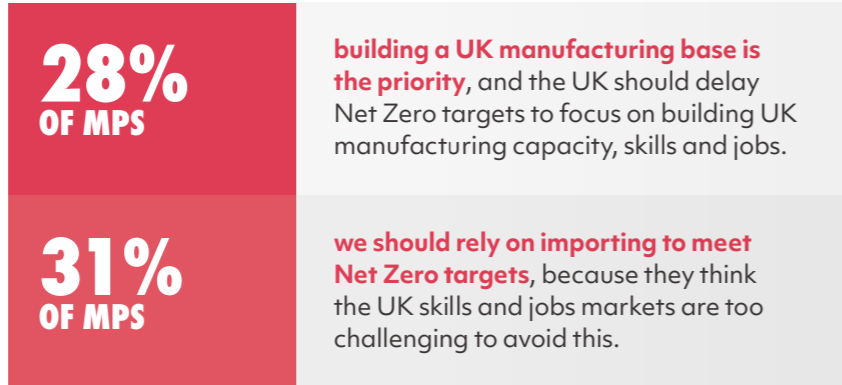 28%
OF MPS
building a UK manufacturing base is
the priority, and the UK should delay
Net Zero targets to focus on building UK
manufacturing capacity, skills and jobs.
31%
OF MPS
we should rely on importing to meet
Net Zero targets, because they think
the UK skills and jobs markets are too
challenging to avoid this.